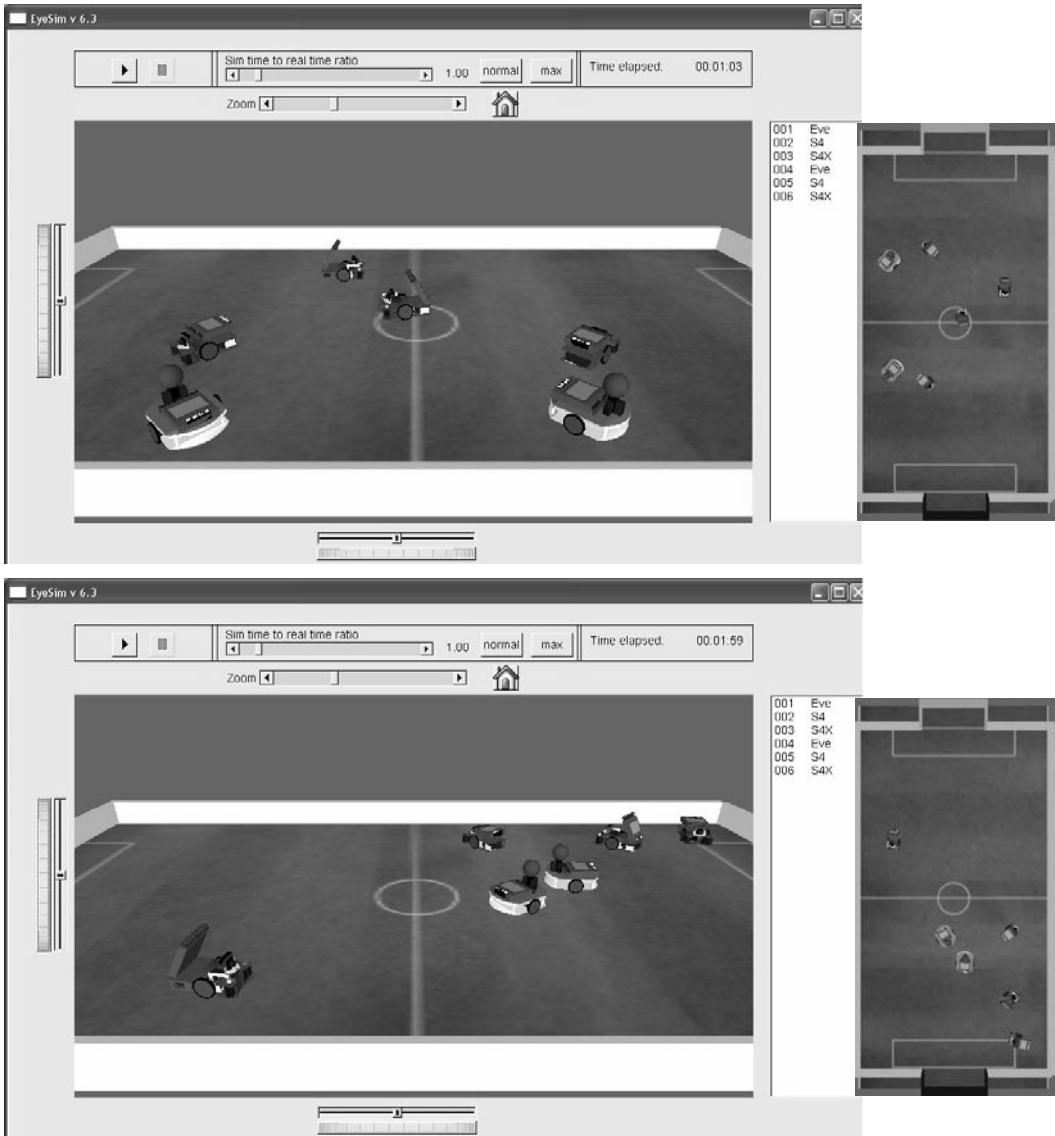 EyeSim v 6.3
Sim time to real time ratio
1.00 normal max
Time elapsed: 00:01:03
Zoom
001 Eve
002 S4
003 S4X
004 Eve
005 S4
006 S4X
EyeSim v 6.3
Sim time to real time ratio
1.00 normal max
Time elapsed: 00:01:59
Zoom
001 Eve
002 S4
003 S4X
004 Eve
005 S4
006 S4X